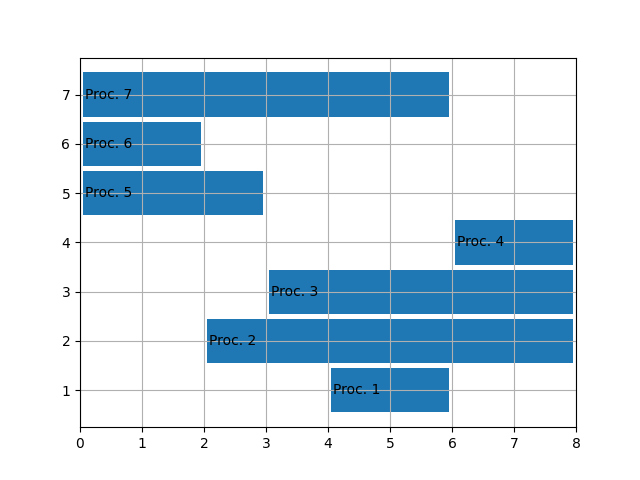 7
Proc. 7
6
Proc. 6
5
Proc. 5
4
Proc. 4
3
Proc. 3
2
Proc. 2
1
Proc. 1
0 1 2 3 4 5 6 7 8